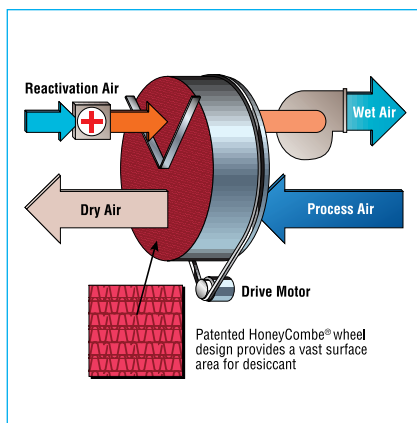 Reactivation Air
Wet Air
Dry Air
Process Air
Drive Motor
Patented HoneyCombe® wheel
design provides a vast surface
area for desiccant